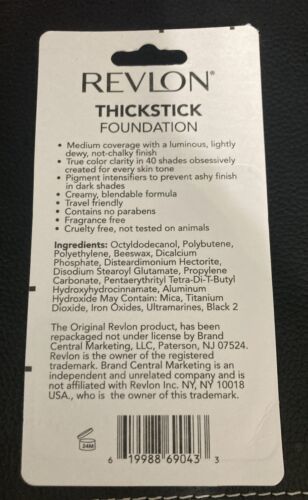 REVLON®
THICKSTICK
FOUNDATION
• Medium coverage with a luminous, lightly
dewy, not-chalky finish
• True color clarity in 40 shades obsessively
created for every skin tone
• Pigment intensifiers to prevent ashy finish
in dark shades
• Creamy, blendable formula
• Travel friendly
• Contains no parabens
• Fragrance free
• Cruelty free, not tested on animals
Ingredients: Octyldodecanol, Polybutene,
Polyethylene, Beeswax, Dicalcium
Phosphate, Disteardimonium Hectorite,
Disodium Stearoyl Glutamate, Propylene
Carbonate, Pentaerythrityl Tetra-Di-T-Butyl
Hydroxyhydrocinnamate, Aluminum
Hydroxide May Contain: Mica, Titanium
Dioxide, Iron Oxides, Ultramarines, Black 2
The Original Revlon product, has been
repackaged not under license by Brand
Central Marketing, LLC, Paterson, NJ 07524.
Revlon is the owner of the registered
trademark. Brand Central Marketing is an
independent and unrelated company and is
not affiliated with Revlon Inc. NY, NY 10018
USA., who is the owner of this trademark.
24M
6 19988 69043 3